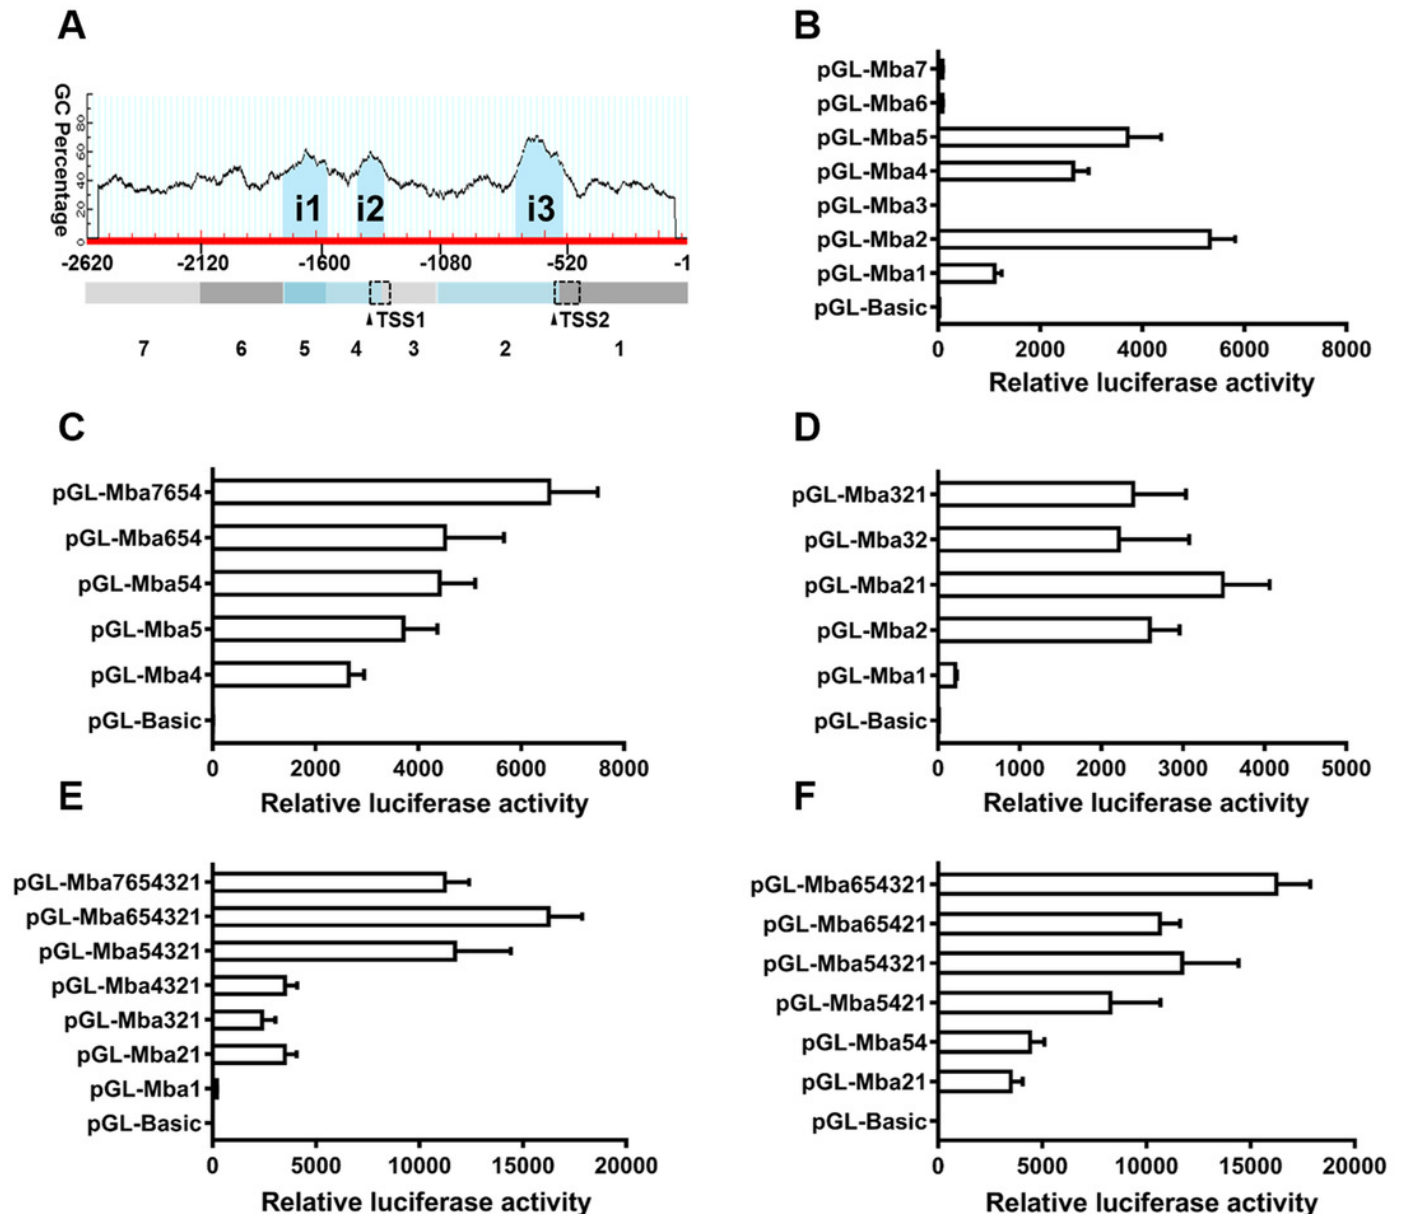 A
GC Percentage
80
60
40
20
0
i1 i2 i3
-2620 -2120 -1600 -1080 -520 -1
TSS1 TSS2
7 6 5 4 3 2 1
B
pGL-Mba7
pGL-Mba6
pGL-Mba5
pGL-Mba4
pGL-Mba3
pGL-Mba2
pGL-Mba1
pGL-Basic
0 2000 4000 6000 8000
Relative luciferase activity
C
pGL-Mba7654
pGL-Mba654
pGL-Mba54
pGL-Mba5
pGL-Mba4
pGL-Basic
0 2000 4000 6000 8000
Relative luciferase activity
D
pGL-Mba321
pGL-Mba32
pGL-Mba21
pGL-Mba2
pGL-Mba1
pGL-Basic
0 1000 2000 3000 4000 5000
Relative luciferase activity
E
pGL-Mba7654321
pGL-Mba654321
pGL-Mba54321
pGL-Mba4321
pGL-Mba321
pGL-Mba21
pGL-Mba1
pGL-Basic
0 5000 10000 15000 20000
Relative luciferase activity
F
pGL-Mba654321
pGL-Mba65421
pGL-Mba54321
pGL-Mba5421
pGL-Mba54
pGL-Mba21
pGL-Basic
0 5000 10000 15000 20000
Relative luciferase activity